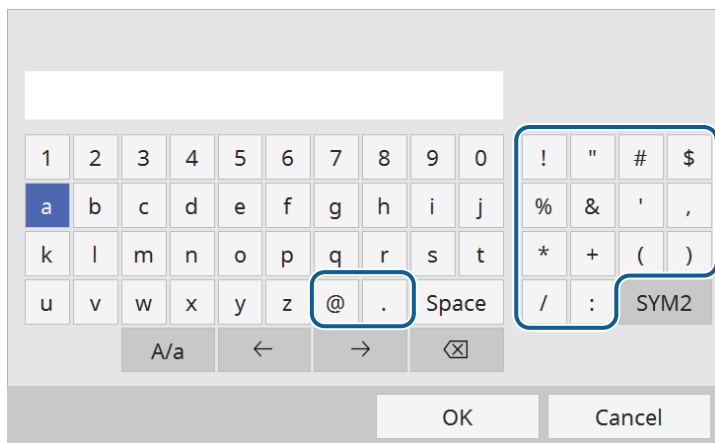 1 2 3 4 5 6 7 8 9 0 ! " # $
a b c d e f g h i j % & ' ,
k l m n o p q r s t * + ( )
u v w x y z @ . Space / : SYM2
A/a ← → ⌫
OK Cancel